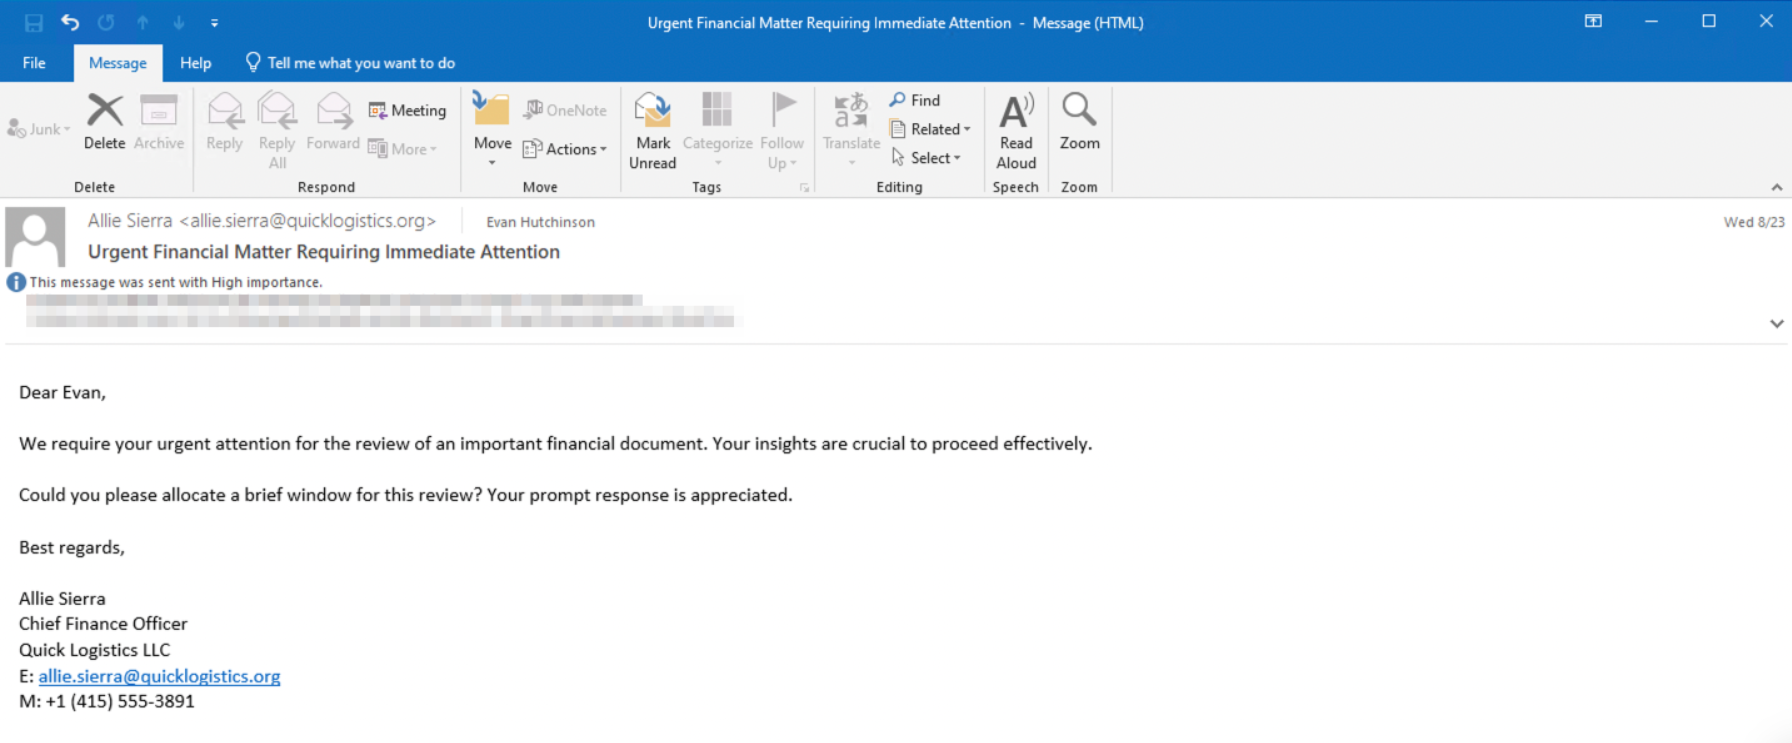 Urgent Financial Matter Requiring Immediate Attention - Message (HTML)
File Message Help Tell me what you want to do
Junk
Delete
Archive
Delete
Reply
Reply All
Forward
Meeting
More
Respond
Move
OneNote
Actions
Move
Mark Unread
Categorize
Follow Up
Tags
Translate
Find
Related
Select
Editing
Read Aloud
Speech
Zoom
Zoom
Allie Sierra <allie.sierra@quicklogistics.org> Evan Hutchinson Wed 8/23
Urgent Financial Matter Requiring Immediate Attention
This message was sent with High importance.
Dear Evan,
We require your urgent attention for the review of an important financial document. Your insights are crucial to proceed effectively.
Could you please allocate a brief window for this review? Your prompt response is appreciated.
Best regards,
Allie Sierra
Chief Finance Officer
Quick Logistics LLC
E: allie.sierra@quicklogistics.org
M: +1 (415) 555-3891